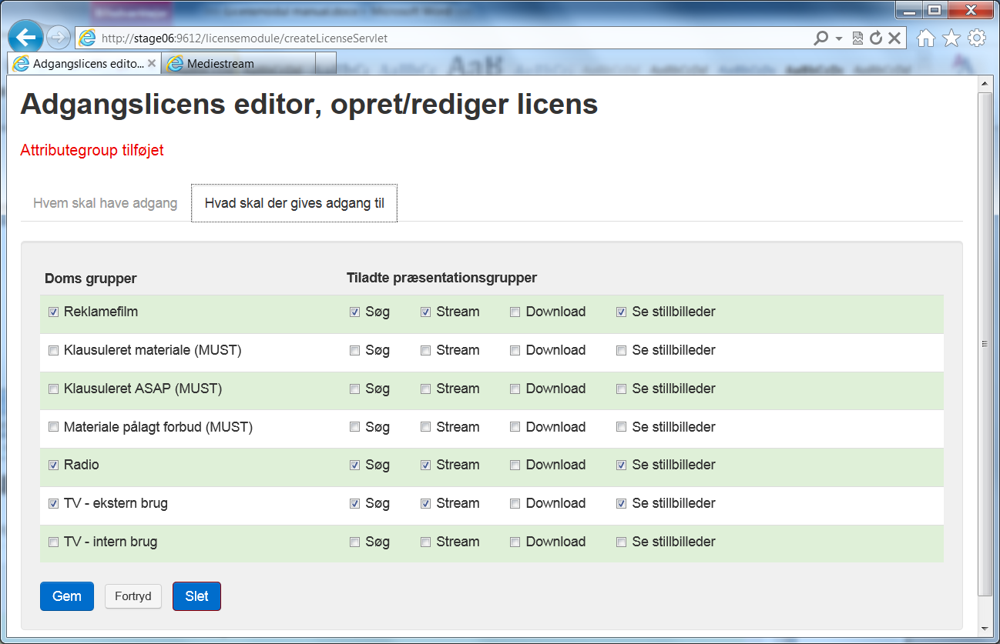 http://stage06:9612/licensemodule/createLicenseServlet
Adgangslicens edito... Mediestream
Adgangslicens editor, opret/rediger licens
Attributegroup tilføjet
Hvem skal have adgang Hvad skal der gives adgang til
Doms grupper Tiladte præsentationsgrupper
Reklamefilm Søg Stream Download Se stillbilleder
Klausuleret materiale (MUST) Søg Stream Download Se stillbilleder
Klausuleret ASAP (MUST) Søg Stream Download Se stillbilleder
Materiale pålagt forbud (MUST) Søg Stream Download Se stillbilleder
Radio Søg Stream Download Se stillbilleder
TV - ekstern brug Søg Stream Download Se stillbilleder
TV - intern brug Søg Stream Download Se stillbilleder
Gem Fortryd Slet